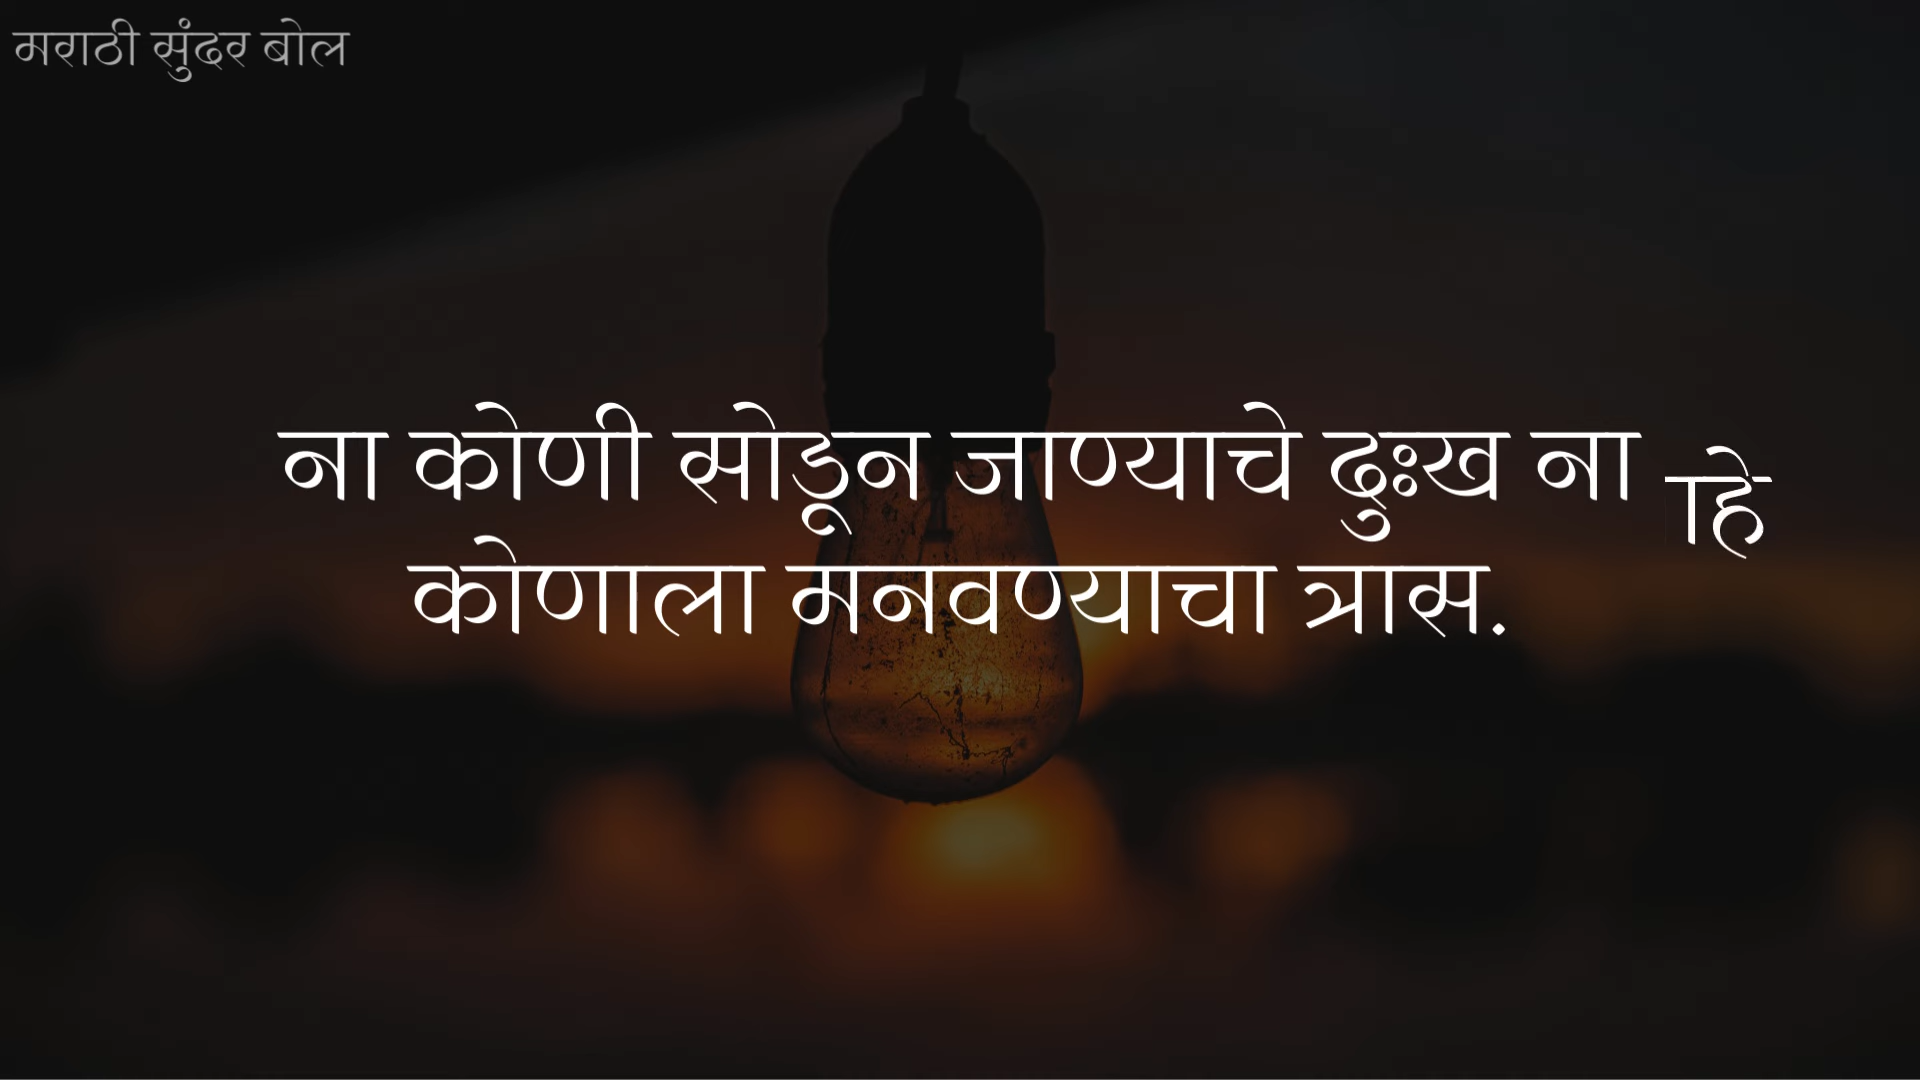 मराठी सुंदर बोल
ना कोणी सोडून जाण्याचे दुःख ना
ाहे
कोणाला मनवण्याचा त्रास.